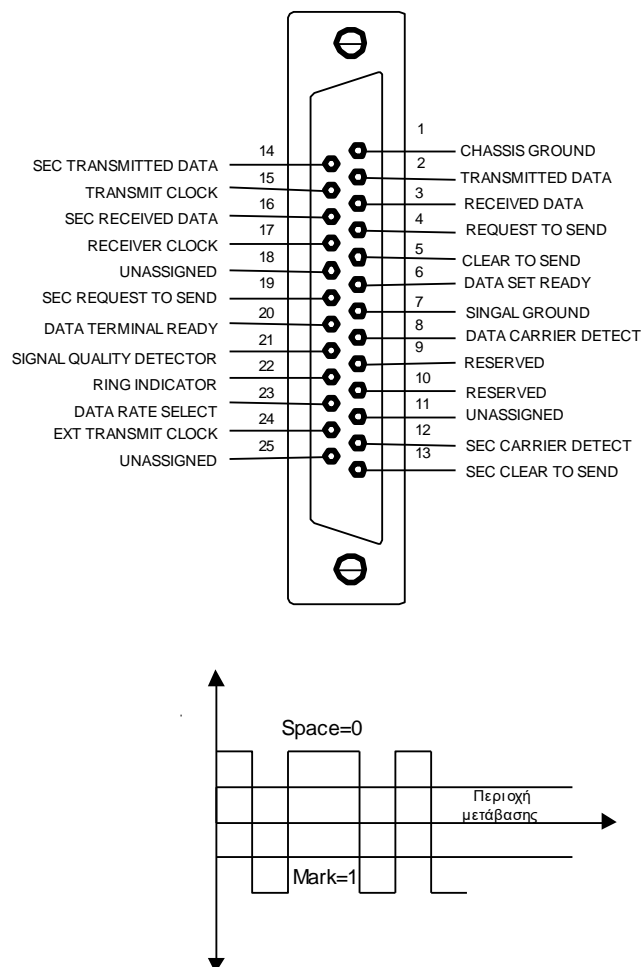 1
CHASSIS GROUND
2
TRANSMITTED DATA
3
RECEIVED DATA
4
REQUEST TO SEND
5
CLEAR TO SEND
6
DATA SET READY
7
SINGAL GROUND
8
DATA CARRIER DETECT
9
RESERVED
10
RESERVED
11
UNASSIGNED
12
SEC CARRIER DETECT
13
SEC CLEAR TO SEND
14
SEC TRANSMITTED DATA
15
TRANSMIT CLOCK
16
SEC RECEIVED DATA
17
RECEIVER CLOCK
18
UNASSIGNED
19
SEC REQUEST TO SEND
20
DATA TERMINAL READY
21
SIGNAL QUALITY DETECTOR
22
RING INDICATOR
23
DATA RATE SELECT
24
EXT TRANSMIT CLOCK
25
UNASSIGNED
Space=0
Περιοχή
μετάβασης
Mark=1